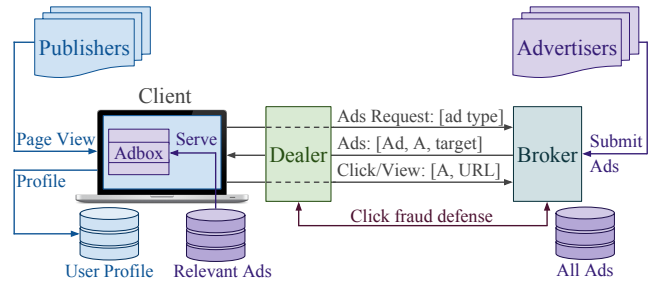 Publishers
Advertisers
Client
Page View
Adbox
Serve
Dealer
Ads Request: [ad type]
Ads: [Ad, A, target]
Click/View: [A, URL]
Broker
Submit
Ads
Profile
Click fraud defense
User Profile
Relevant Ads
All Ads